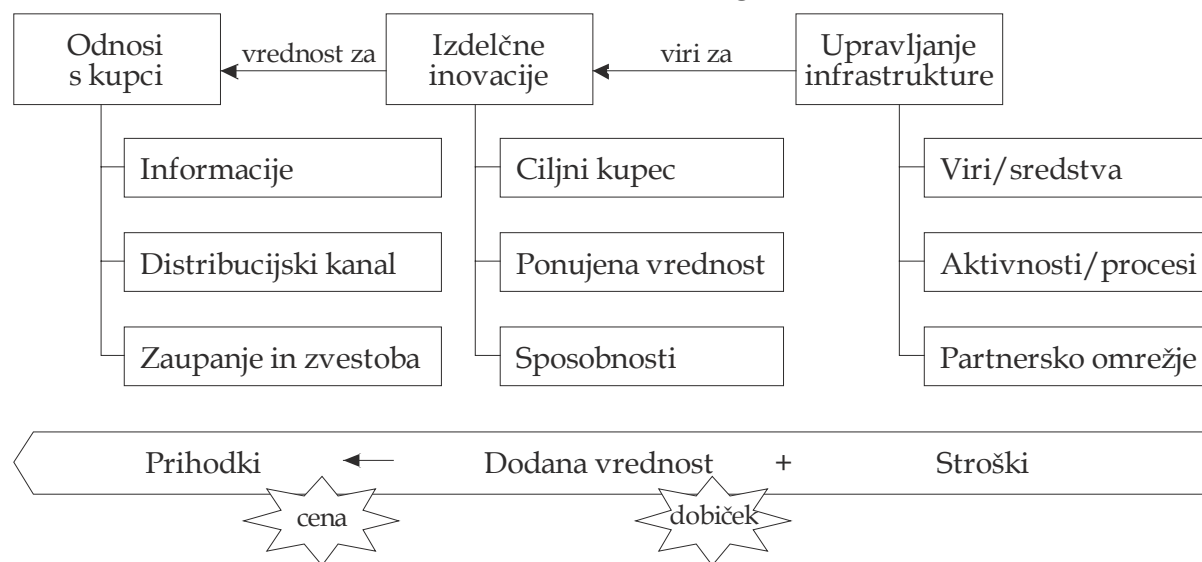 Odnosi
s kupci
vrednost za
Izdelčne
inovacije
viri za
Upravljanje
infrastrukture
Informacije
Ciljni kupec
Viri/sredstva
Distribucijski kanal
Ponujena vrednost
Aktivnosti/procesi
Zaupanje in zvestoba
Sposobnosti
Partnersko omrežje
Prihodki
Dodana vrednost
+
Stroški
cena
dobiček